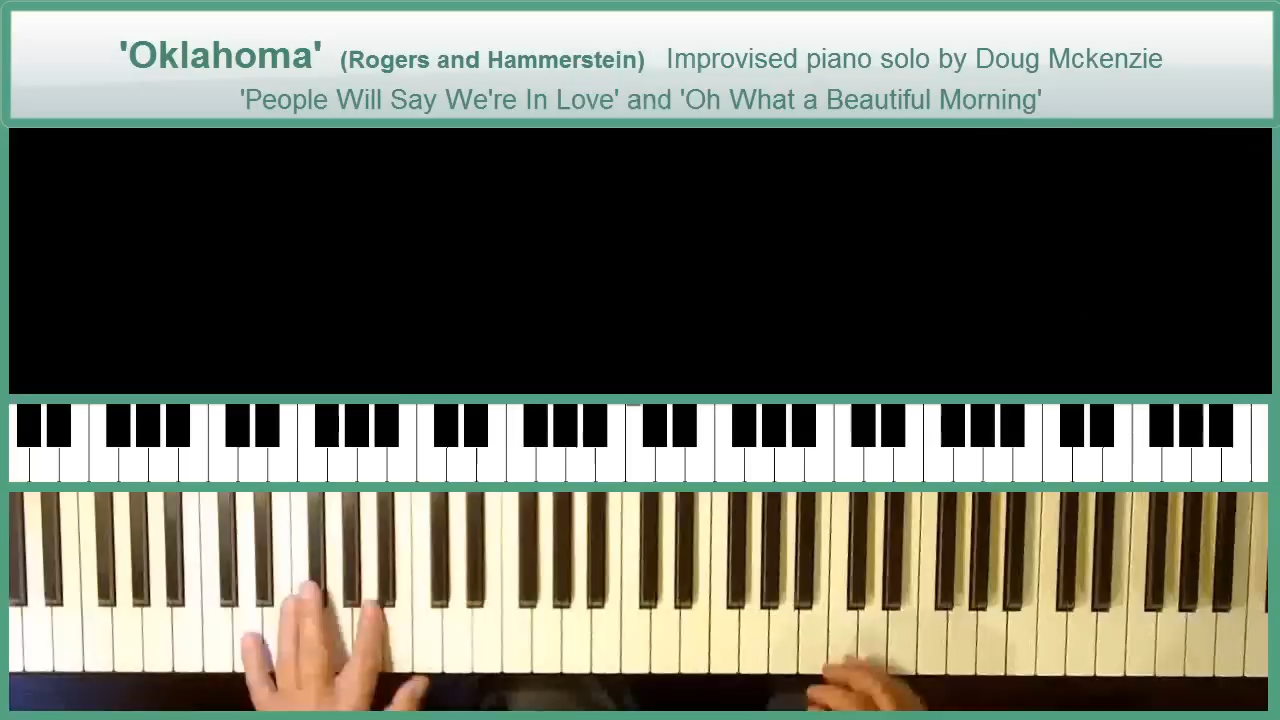 'Oklahoma' (Rogers and Hammerstein) Improvised piano solo by Doug Mckenzie
'People Will Say We're In Love' and 'Oh What a Beautiful Morning'